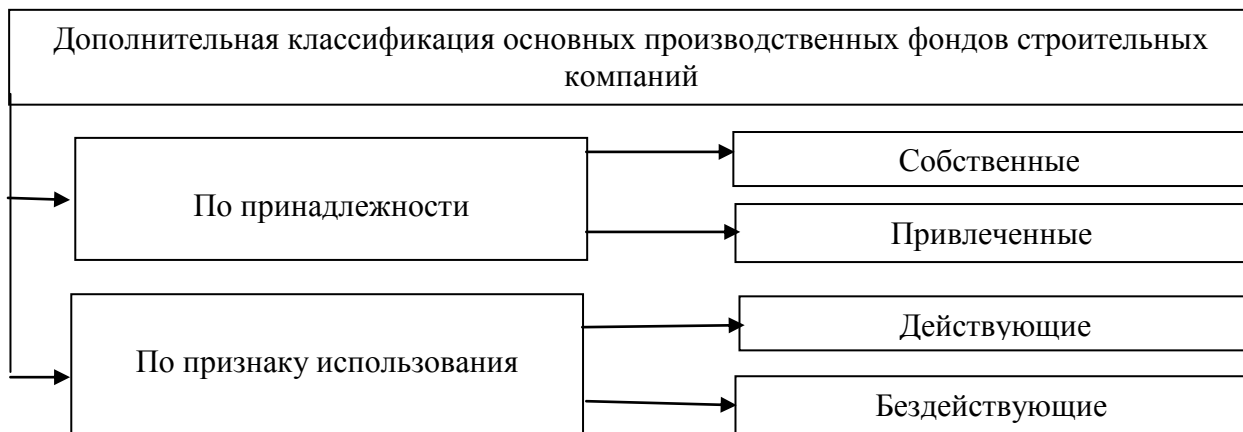 Дополнительная классификация основных производственных фондов строительных
компаний
По принадлежности
Собственные
Привлеченные
По признаку использования
Действующие
Бездействующие